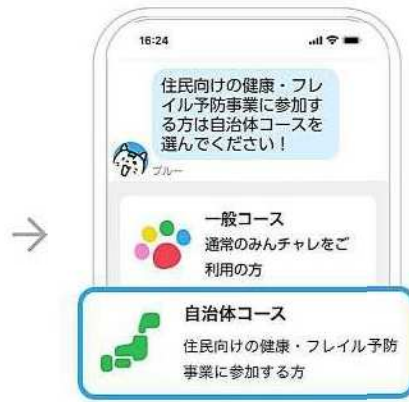 16:24
住民向けの健康・フレ
イル予防事業に参加す
る方は自治体コースを
選んでください！
ブルー
一般コース
通常のみんチャレをご
利用の方
自治体コース
住民向けの健康・フレイル予防
事業に参加する方